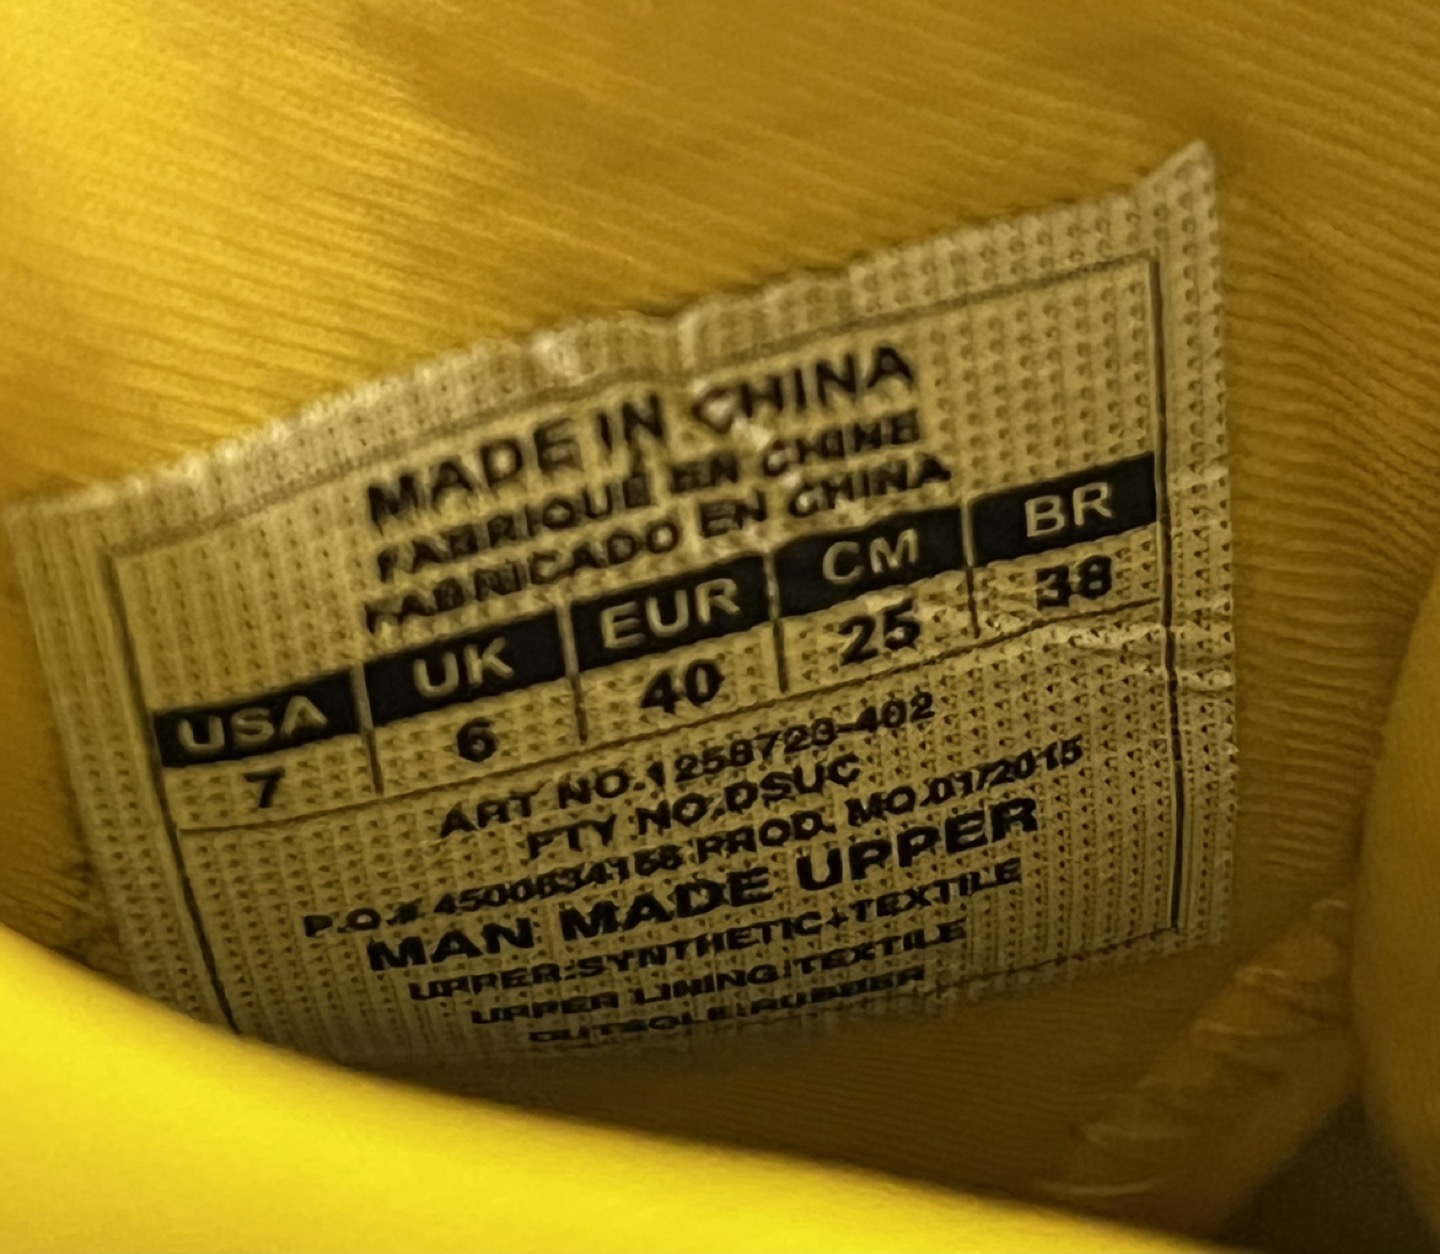 MADE IN CHINA
FABRIQUÉ EN CHINE
FABRICADO EN CHINA
USA UK EUR CM BR
7 6 40 25 38
ART NO.1258723-402
FTY NO.DSUC
P.O.# 4500634156 PROD. MO.01/2015
MAN MADE UPPER
UPPER:SYNTHETIC+TEXTILE
UPPER LINING:TEXTILE
OUTSOLE:RUBBER